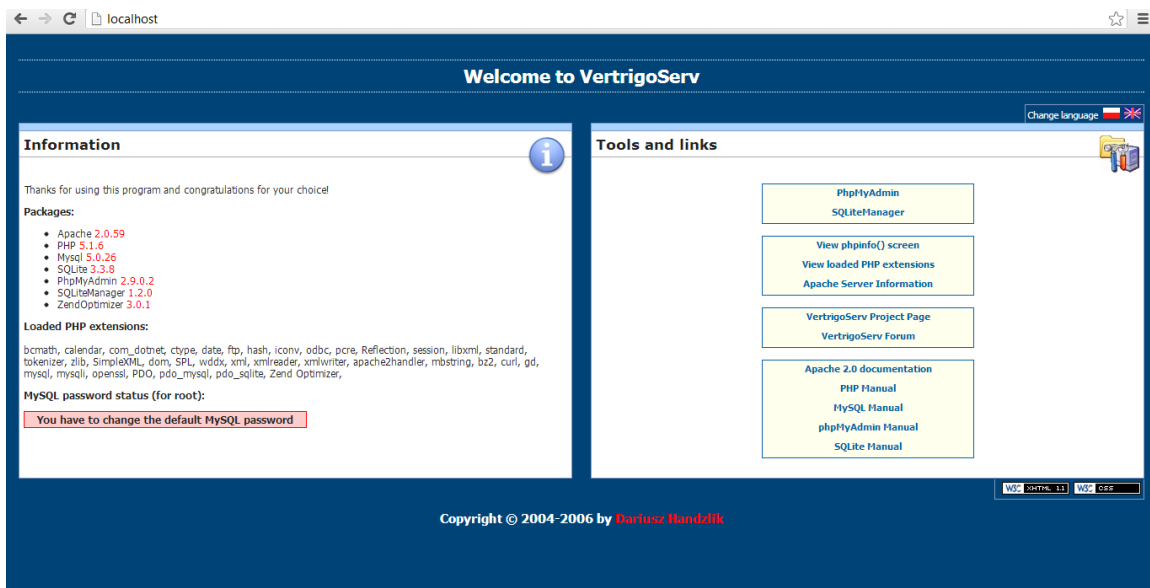 localhost
Welcome to VertrigoServ
Change language
Information
Thanks for using this program and congratulations for your choice!
Packages:
Apache 2.0.59
PHP 5.1.6
Mysql 5.0.26
SQLite 3.3.8
PhpMyAdmin 2.9.0.2
SQLiteManager 1.2.0
ZendOptimizer 3.0.1
Loaded PHP extensions:
bcmath, calendar, com_dotnet, ctype, date, ftp, hash, iconv, odbc, pcre, Reflection, session, libxml, standard,
tokenizer, zlib, SimpleXML, dom, SPL, wddx, xml, xmlreader, xmlwriter, apache2handler, mbstring, bz2, curl, gd,
mysql, mysqli, openssl, PDO, pdo_mysql, pdo_sqlite, Zend Optimizer,
MySQL password status (for root):
You have to change the default MySQL password
Tools and links
PhpMyAdmin
SQLiteManager
View phpinfo() screen
View loaded PHP extensions
Apache Server Information
VertrigoServ Project Page
VertrigoServ Forum
Apache 2.0 documentation
PHP Manual
MySQL Manual
phpMyAdmin Manual
SQLite Manual
W3C XHTML 1.1 W3C CSS
Copyright © 2004-2006 by Dariusz Handzlik